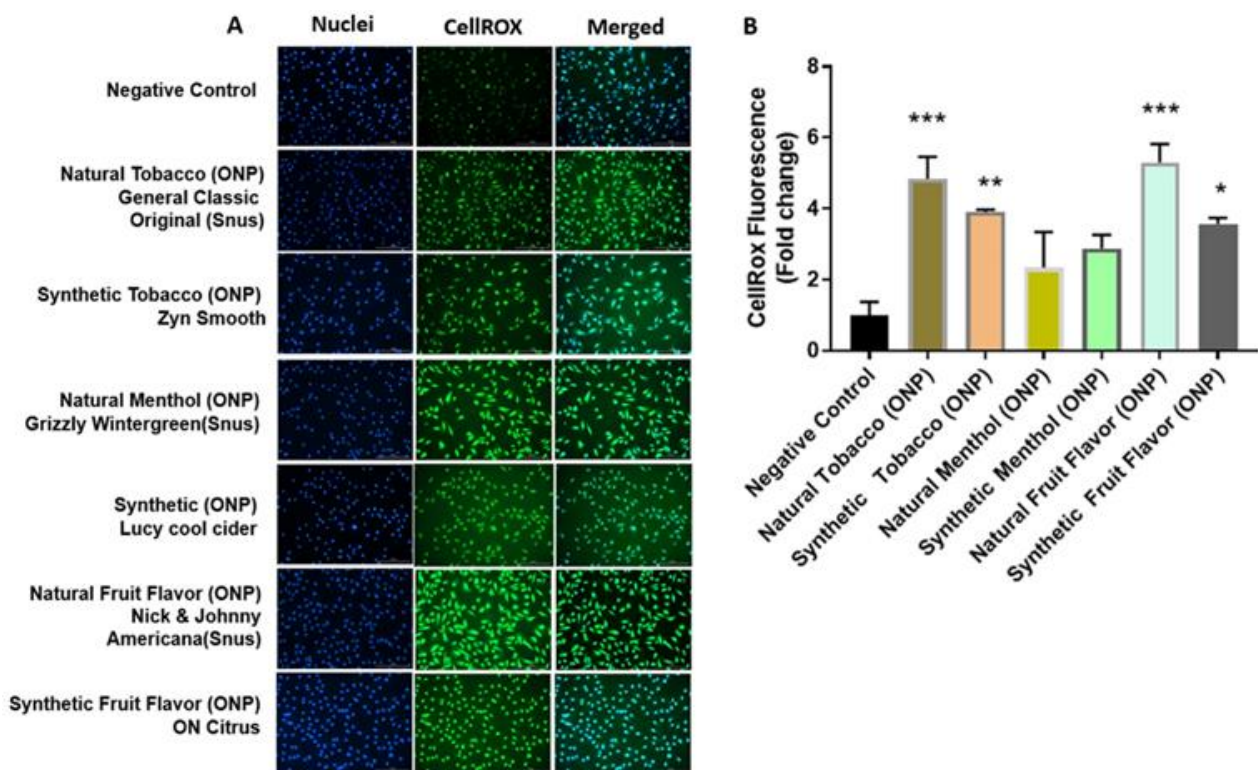 A
Nuclei
CellROX
Merged
Negative Control
Natural Tobacco (ONP)
General Classic
Original (Snus)
Synthetic Tobacco (ONP)
Zyn Smooth
Natural Menthol (ONP)
Grizzly Wintergreen(Snus)
Synthetic (ONP)
Lucy cool cider
Natural Fruit Flavor (ONP)
Nick & Johnny
Americana(Snus)
Synthetic Fruit Flavor (ONP)
ON Citrus
B
CellRox Fluorescence
(Fold change)
8
6
4
2
0
***
**
***
*
Negative Control
Natural Tobacco (ONP)
Synthetic Tobacco (ONP)
Natural Menthol (ONP)
Synthetic Menthol (ONP)
Natural Fruit Flavor (ONP)
Synthetic Fruit Flavor (ONP)